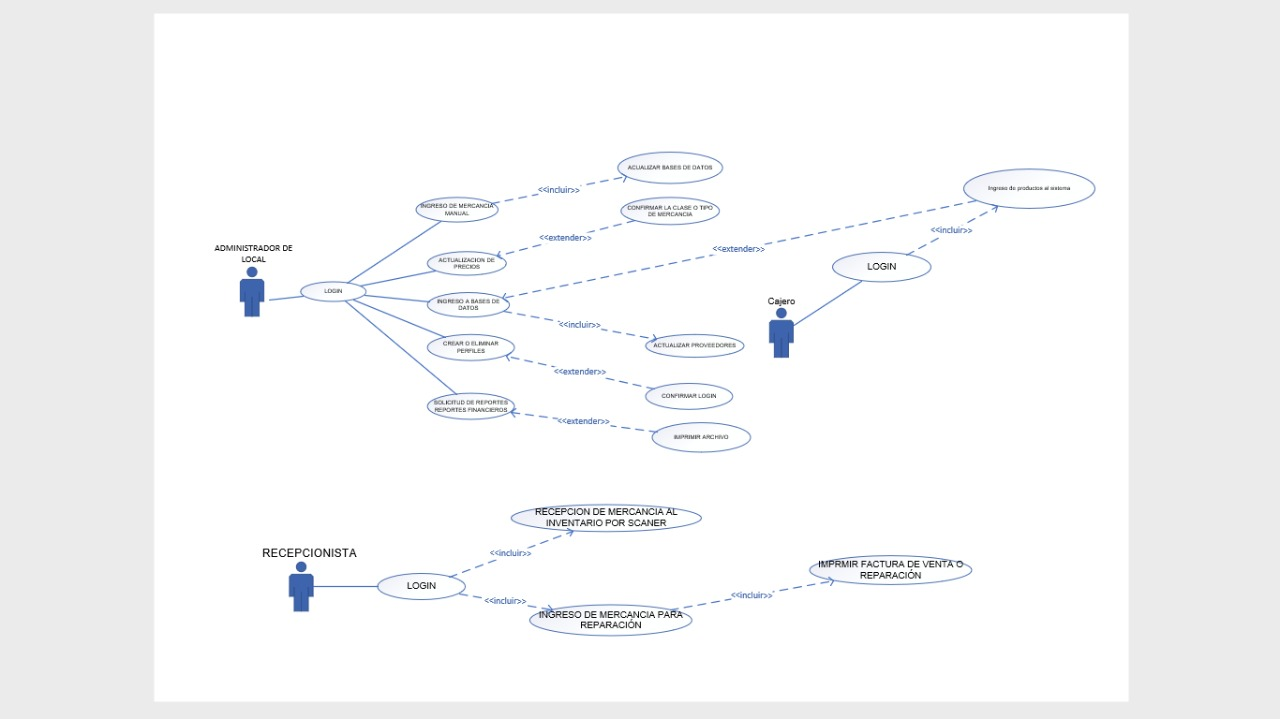 ACUALIZAR BASES DE DATOS
<<incluir>>
INGRESO DE MERCANCIA
MANUAL
CONFIRMAR LA CLASE O TIPO
DE MERCANCIA
<<extender>>
ADMINISTRADOR DE
LOCAL
ACTUALIZACION DE
PRECIOS
LOGIN
INGRESO A BASES DE
DATOS
<<incluir>>
ACTUALIZAR PROVEEDORES
CREAR O ELIMINAR
PERFILES
<<extender>>
CONFIRMAR LOGIN
SOLICITUD DE REPORTES
REPORTES FINANCIEROS
<<extender>>
IMPRIMIR ARCHIVO
<<extender>>
Ingreso de productos al sistema
<<incluir>>
LOGIN
Cajero
RECEPCION DE MERCANCIA AL
INVENTARIO POR SCANER
RECEPCIONISTA
<<incluir>>
LOGIN
<<incluir>>
INGRESO DE MERCANCIA PARA
REPARACIÓN
<<incluir>>
IMPRMIR FACTURA DE VENTA O
REPARACIÓN